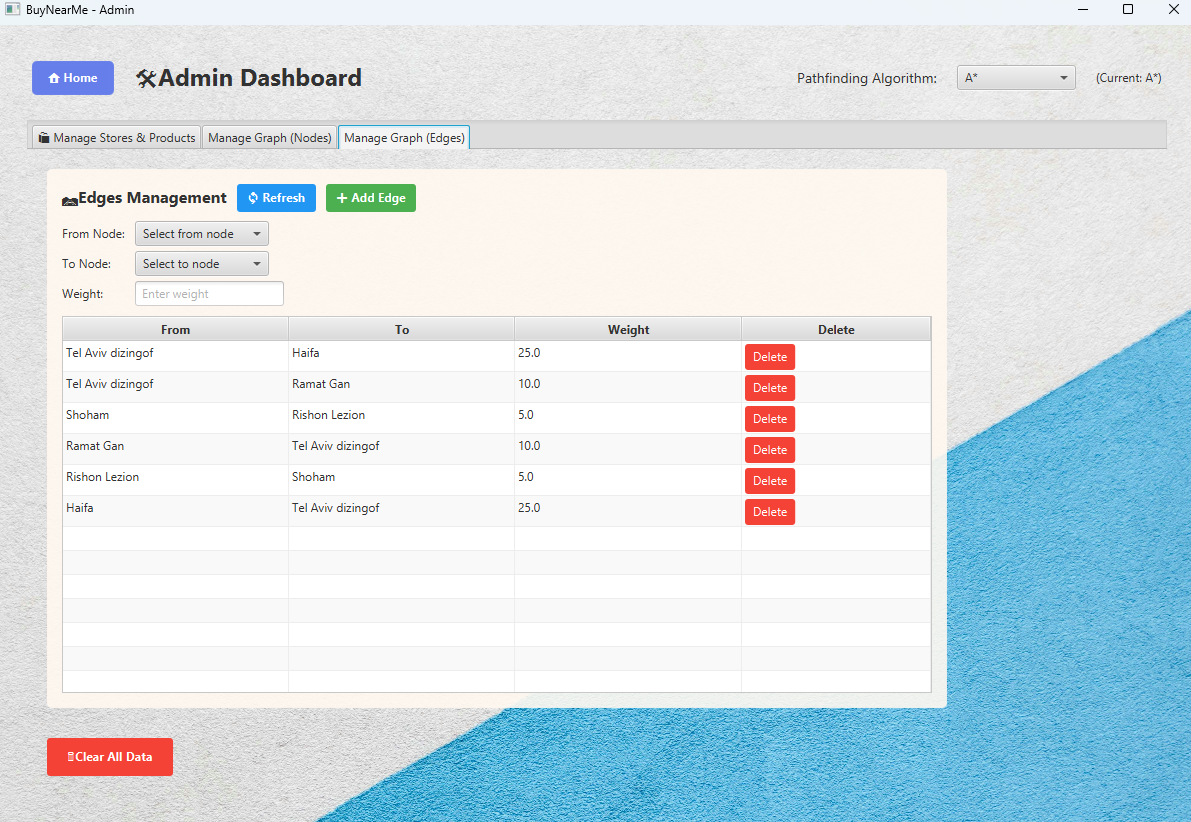 BuyNearMe - Admin
Home
Admin Dashboard
Pathfinding Algorithm:
A*
(Current: A*)
Manage Stores & Products
Manage Graph (Nodes)
Manage Graph (Edges)
Edges Management
Refresh
Add Edge
From Node: Select from node
To Node: Select to node
Weight: Enter weight
From To Weight Delete
Tel Aviv dizingof Haifa 25.0 Delete
Tel Aviv dizingof Ramat Gan 10.0 Delete
Shoham Rishon Lezion 5.0 Delete
Ramat Gan Tel Aviv dizingof 10.0 Delete
Rishon Lezion Shoham 5.0 Delete
Haifa Tel Aviv dizingof 25.0 Delete
Clear All Data